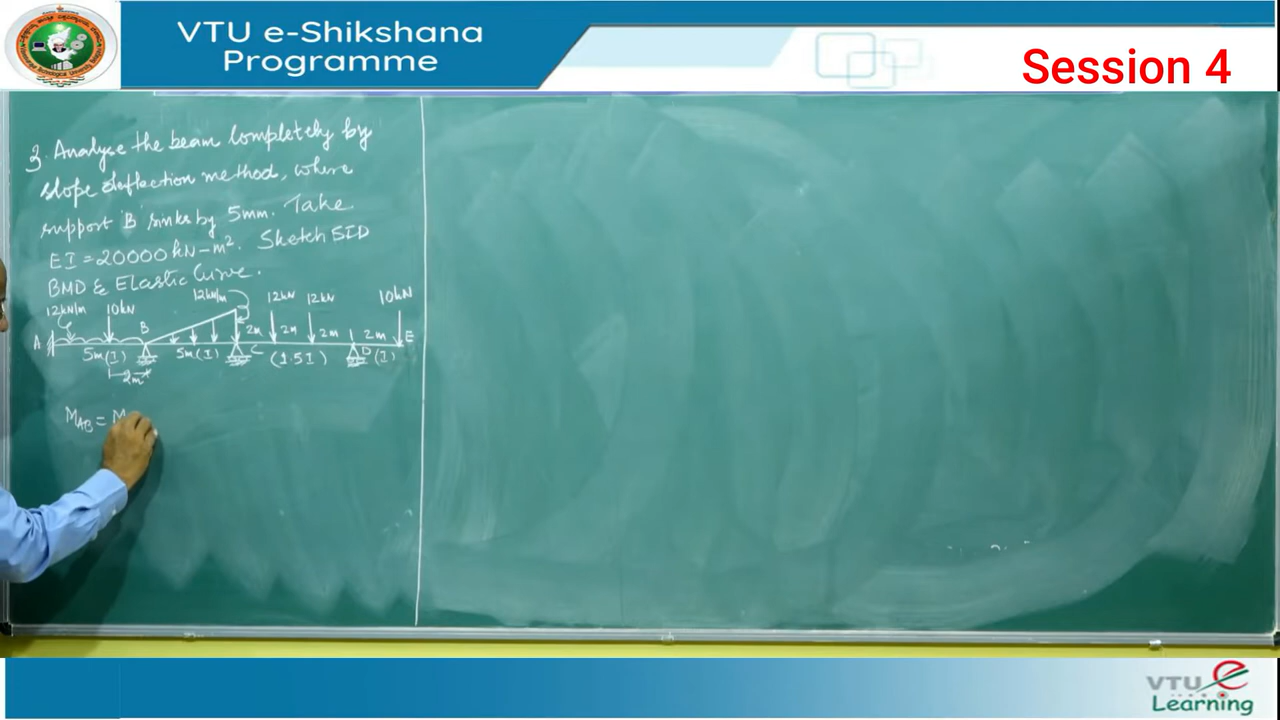 VTU e-Shikshana
Programme
Session 4
3. Analyse the beam completely by
slope deflection method, where
support 'B' sinks by 5mm. Take
EI = 20000 kN-m². Sketch SFD
BMD & Elastic Curve.
12kN/m 10kN 12kN/m 12kN 12kN 10kN
A B 2m 2m 2m 2m E
5m(I) 5m(I) C (1.5I) D (I)
2m
M_AB = M
VTU e
Learning